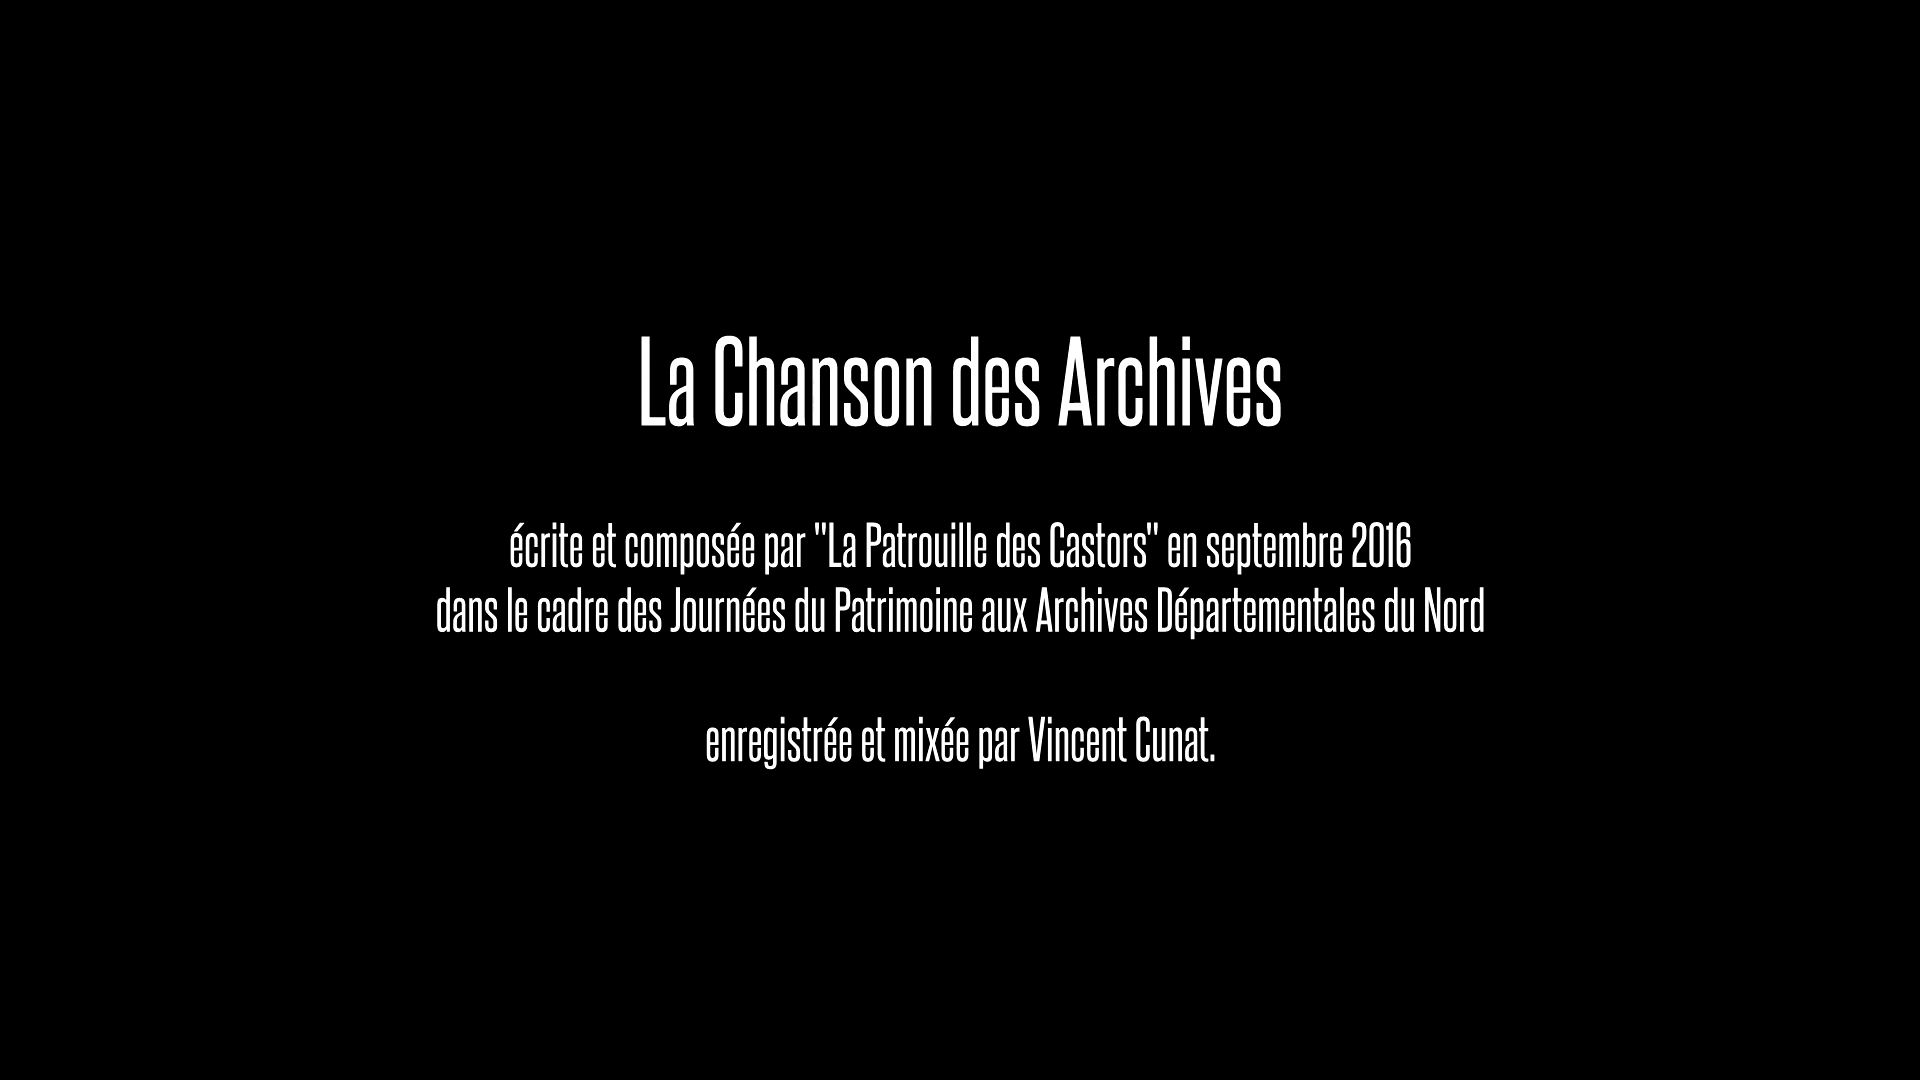 La Chanson des Archives
écrite et composée par "La Patrouille des Castors" en septembre 2016
dans le cadre des Journées du Patrimoine aux Archives Départementales du Nord
enregistrée et mixée par Vincent Cunat.